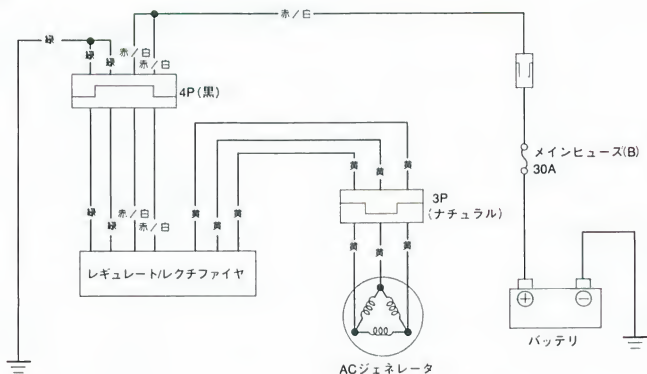 赤/白
緑
緑
緑
赤/白
赤/白
4P(黒)
メインヒューズ(B)
30A
黄
黄
黄
3P
(ナチュラル)
緑
緑
赤/白
赤/白
黄
黄
黄
黄
黄
黄
レギュレート/レクチファイヤ
バッテリ
ACジェネレータ